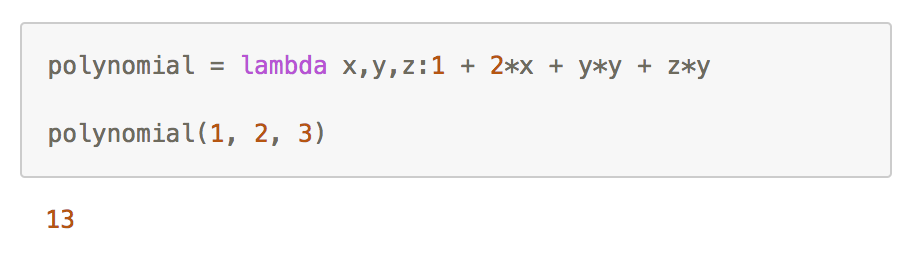 polynomial = lambda x,y,z:1 + 2*x + y*y + z*y
polynomial(1, 2, 3)
13